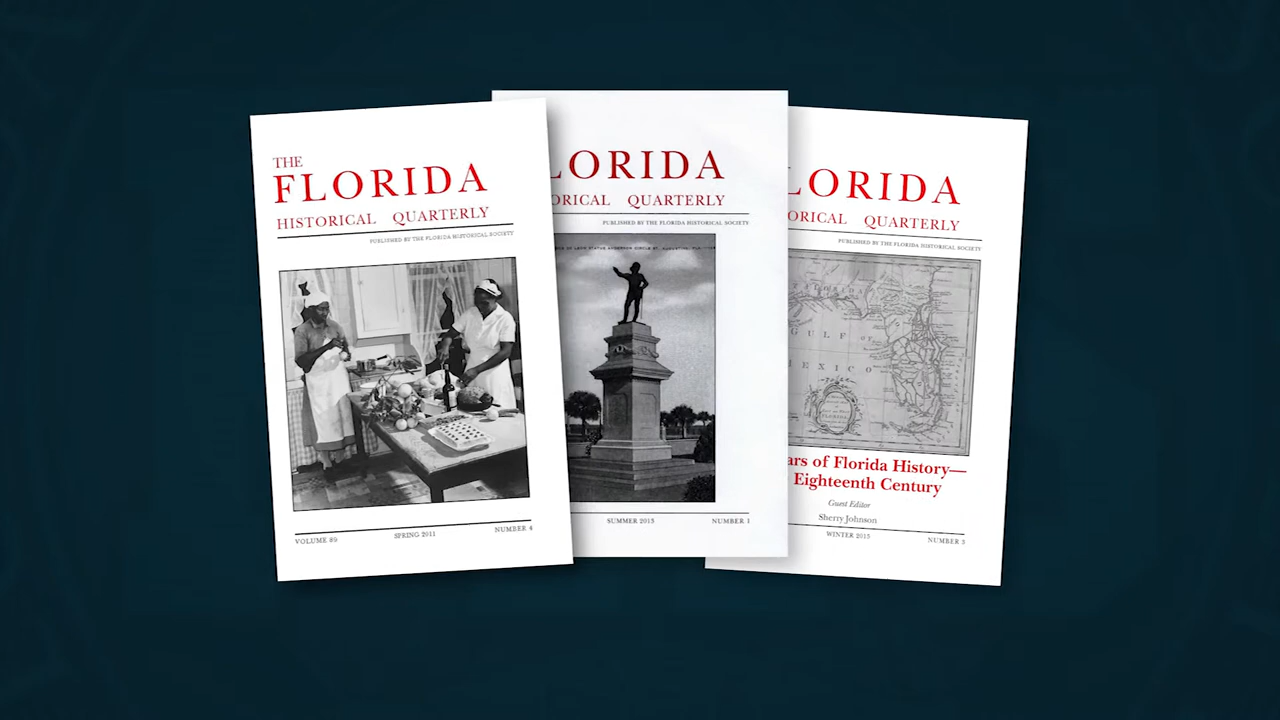 THE
FLORIDA
HISTORICAL QUARTERLY
PUBLISHED BY THE FLORIDA HISTORICAL SOCIETY
VOLUME 89
SPRING 2011
NUMBER 4
LORIDA
ORICAL QUARTERLY
PUBLISHED BY THE FLORIDA HISTORICAL SOCIETY
SUMMER 2015
NUMBER 1
LORIDA
ORICAL QUARTERLY
PUBLISHED BY THE FLORIDA HISTORICAL SOCIETY
GULF OF
MEXICO
ars of Florida History—
Eighteenth Century
Guest Editor
Sherry Johnson
WINTER 2015
NUMBER 3